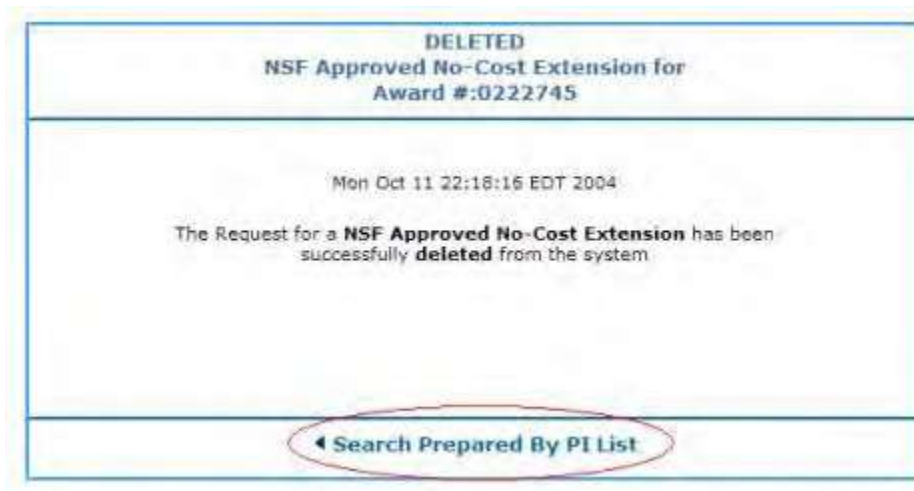 DELETED
NSF Approved No-Cost Extension for
Award #:0222745
Mon Oct 11 22:18:16 EDT 2004
The Request for a NSF Approved No-Cost Extension has been
successfully deleted from the system
Search Prepared By PI List